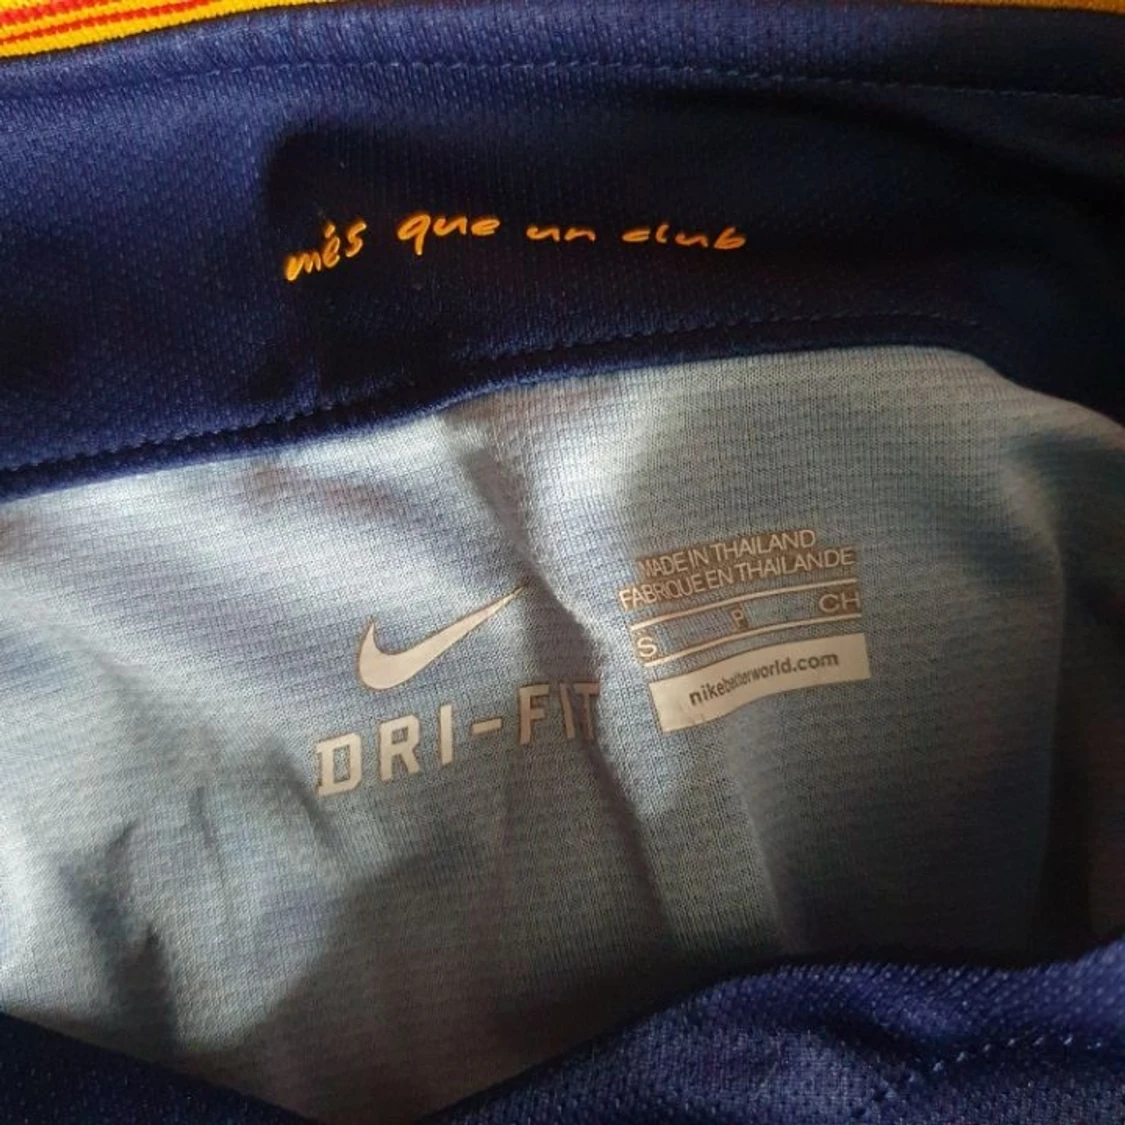 més que un club
MADE IN THAILAND
FABRIQUE EN THAILANDE
S P CH
nikebetterworld.com
DRI-FIT